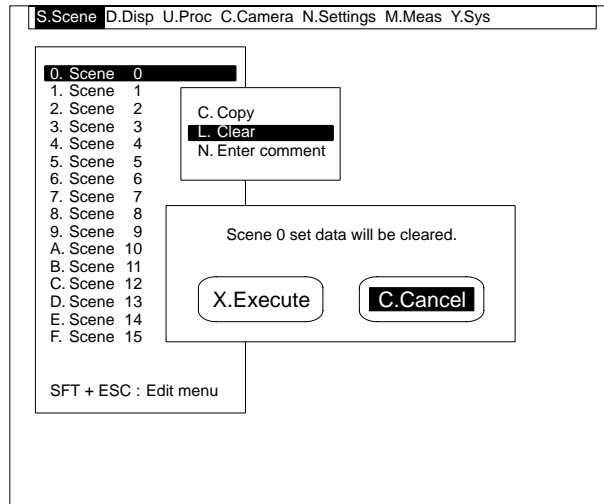 S.Scene D.Disp U.Proc C.Camera N.Settings M.Meas Y.Sys
0. Scene 0
1. Scene 1
2. Scene 2
3. Scene 3
4. Scene 4
5. Scene 5
6. Scene 6
7. Scene 7
8. Scene 8
9. Scene 9
A. Scene 10
B. Scene 11
C. Scene 12
D. Scene 13
E. Scene 14
F. Scene 15
SFT + ESC : Edit menu
C. Copy
L. Clear
N. Enter comment
Scene 0 set data will be cleared.
X.Execute C.Cancel